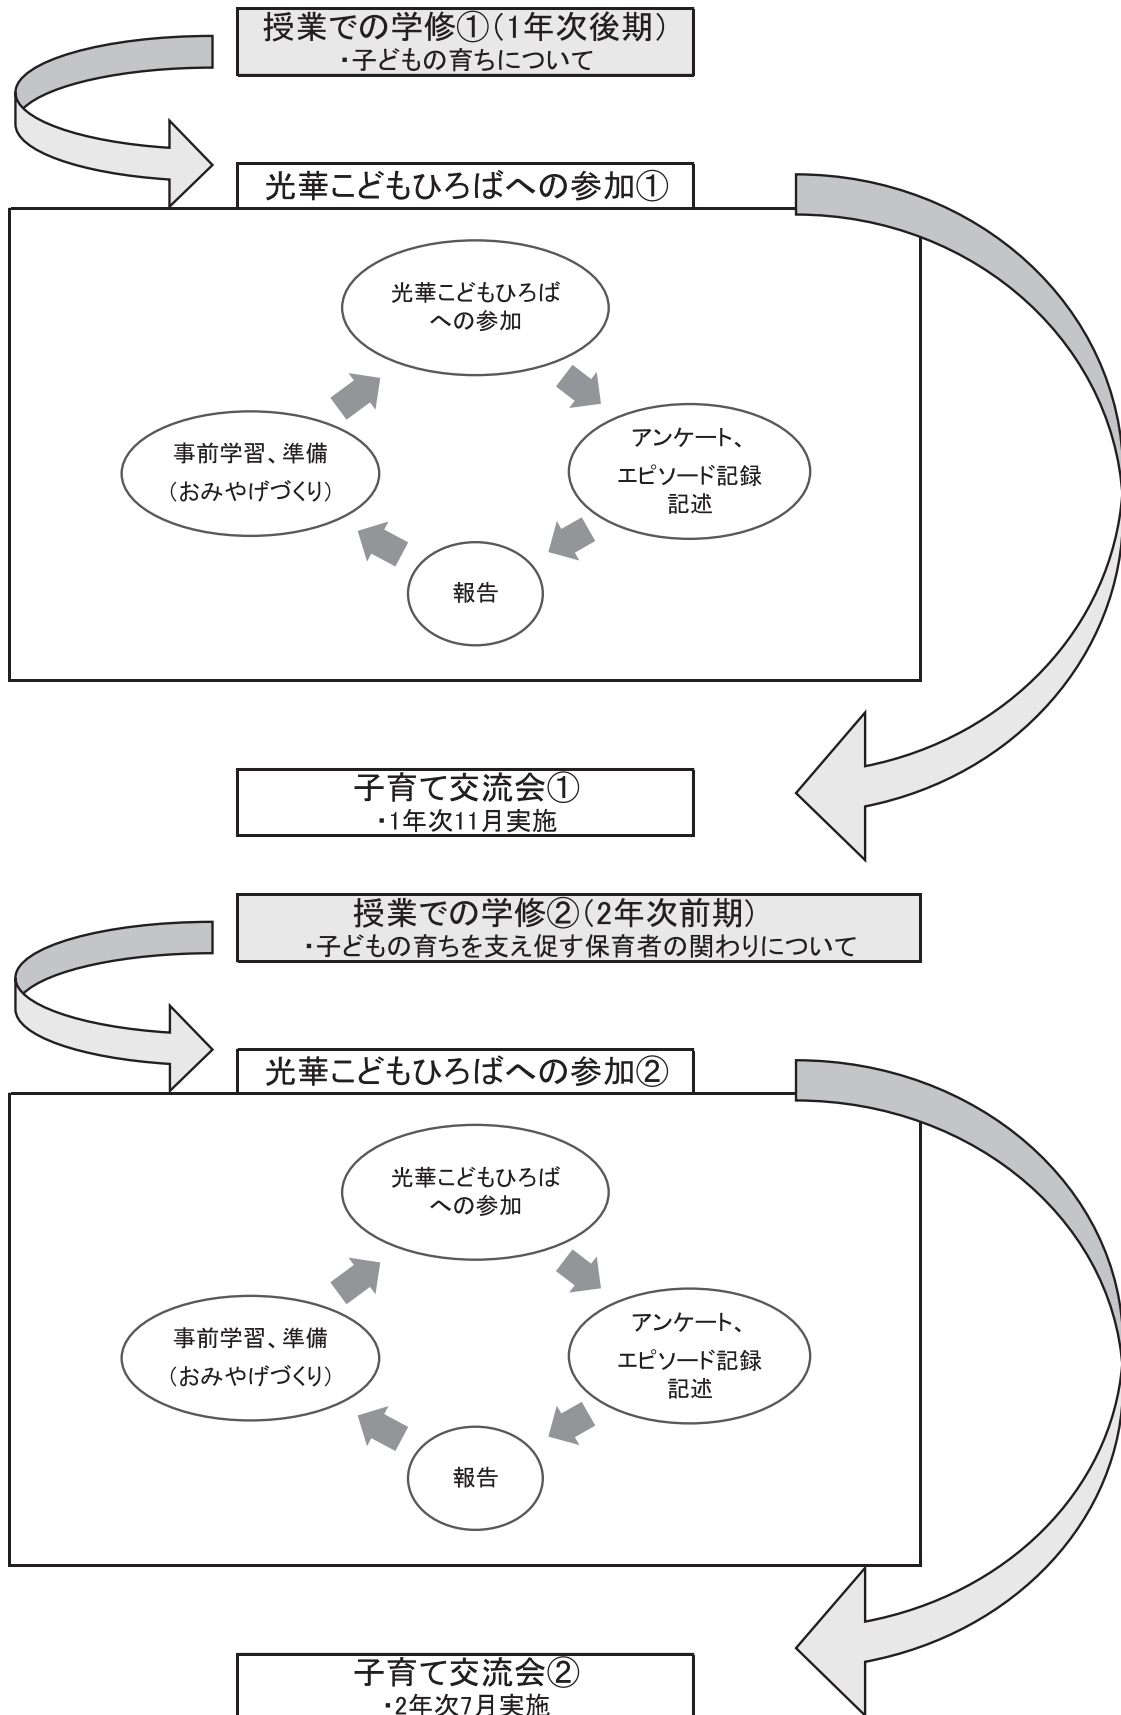 授業での学修①(1年次後期)
・子どもの育ちについて
光華こどもひろばへの参加①
光華こどもひろば
への参加
アンケート、
エピソード記録
記述
報告
事前学習、準備
(おみやげづくり)
子育て交流会①
・1年次11月実施
授業での学修②(2年次前期)
・子どもの育ちを支え促す保育者の関わりについて
光華こどもひろばへの参加②
光華こどもひろば
への参加
アンケート、
エピソード記録
記述
報告
事前学習、準備
(おみやげづくり)
子育て交流会②
・2年次7月実施